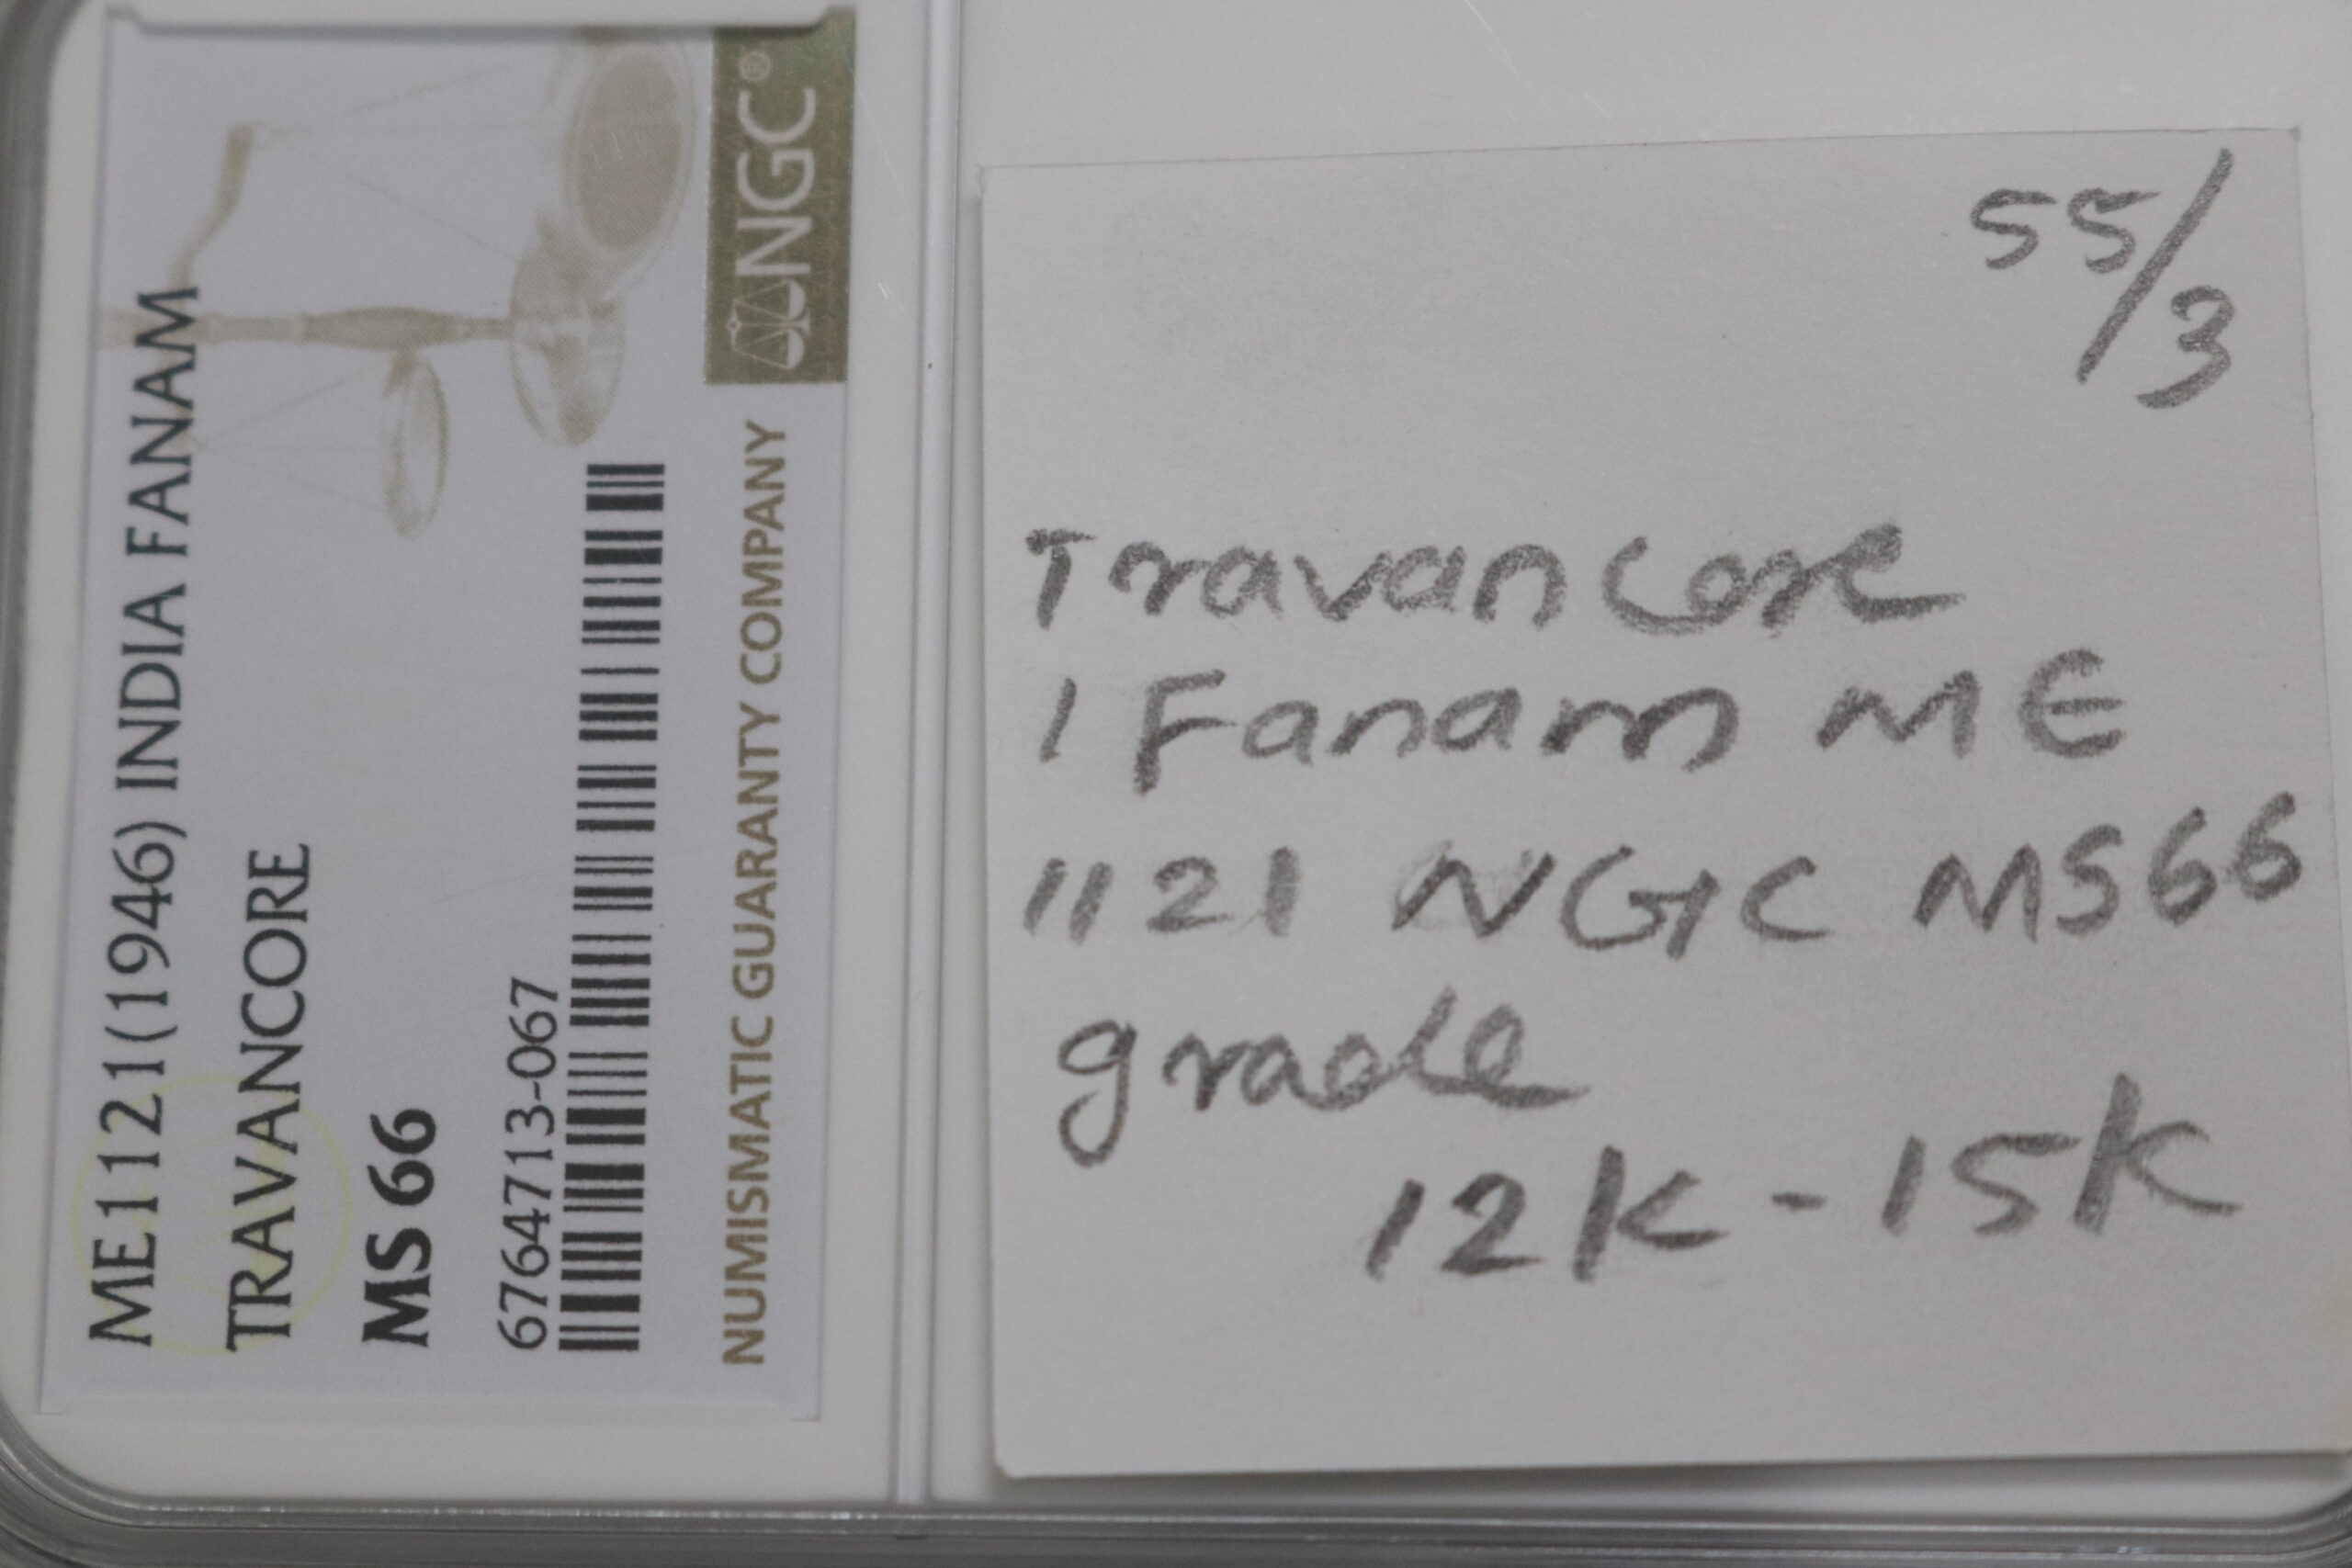 ME1121(1946) INDIA FANAM
TRAVANCORE
MS 66
6764713-067
NUMISMATIC GUARANTY COMPANY
NGC®
55/3
Travancore
1 Fanam ME
1121 NGC MS66
grade
12K - 15K